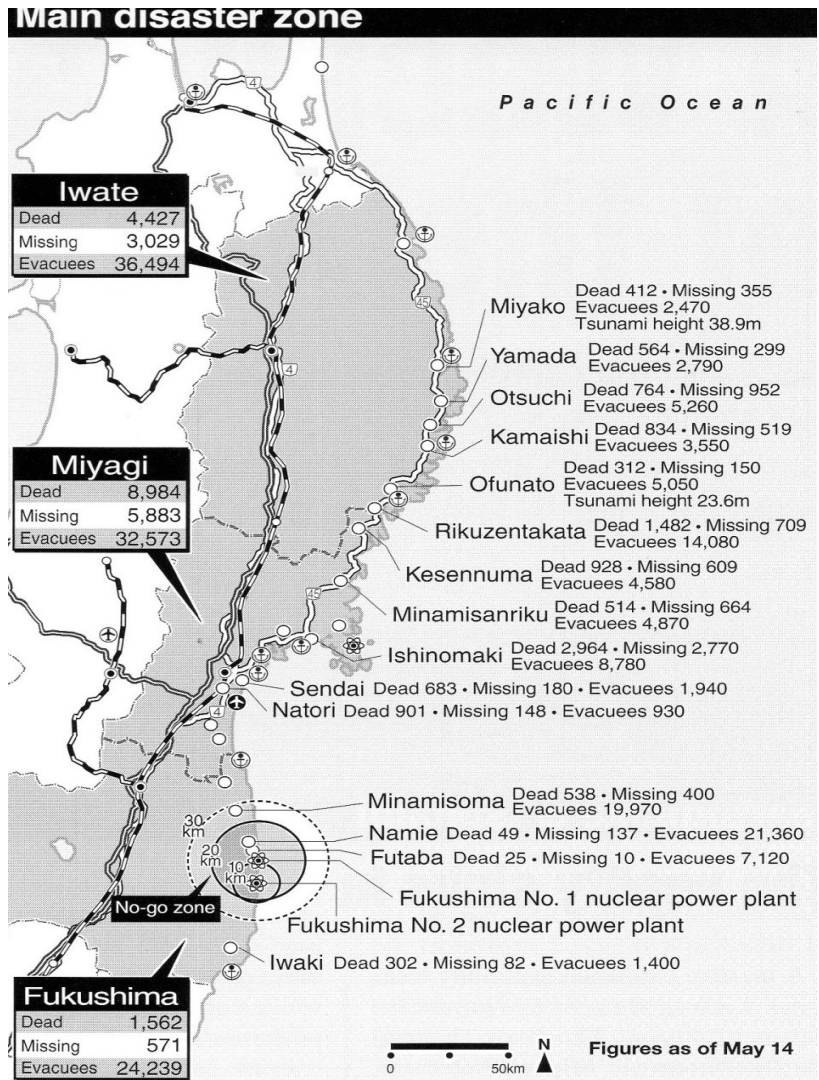 Main disaster zone
Pacific Ocean
4
Iwate
Dead 4,427
Missing 3,029
Evacuees 36,494
45
4
Miyako Dead 412 • Missing 355
Evacuees 2,470
Tsunami height 38.9m
Yamada Dead 564 • Missing 299
Evacuees 2,790
Otsuchi Dead 764 • Missing 952
Evacuees 5,260
Kamaishi Dead 834 • Missing 519
Evacuees 3,550
Miyagi
Dead 8,984
Missing 5,883
Evacuees 32,573
Ofunato Dead 312 • Missing 150
Evacuees 5,050
Tsunami height 23.6m
Rikuzentakata Dead 1,482 • Missing 709
Evacuees 14,080
Kesennuma Dead 928 • Missing 609
Evacuees 4,580
45
Minamisanriku Dead 514 • Missing 664
Evacuees 4,870
Ishinomaki Dead 2,964 • Missing 2,770
Evacuees 8,780
Sendai Dead 683 • Missing 180 • Evacuees 1,940
4
Natori Dead 901 • Missing 148 • Evacuees 930
Minamisoma Dead 538 • Missing 400
Evacuees 19,970
30 km
20 km
10 km
Namie Dead 49 • Missing 137 • Evacuees 21,360
Futaba Dead 25 • Missing 10 • Evacuees 7,120
No-go zone
Fukushima No. 1 nuclear power plant
Fukushima No. 2 nuclear power plant
Iwaki Dead 302 • Missing 82 • Evacuees 1,400
Fukushima
Dead 1,562
Missing 571
Evacuees 24,239
0 50km
N
Figures as of May 14